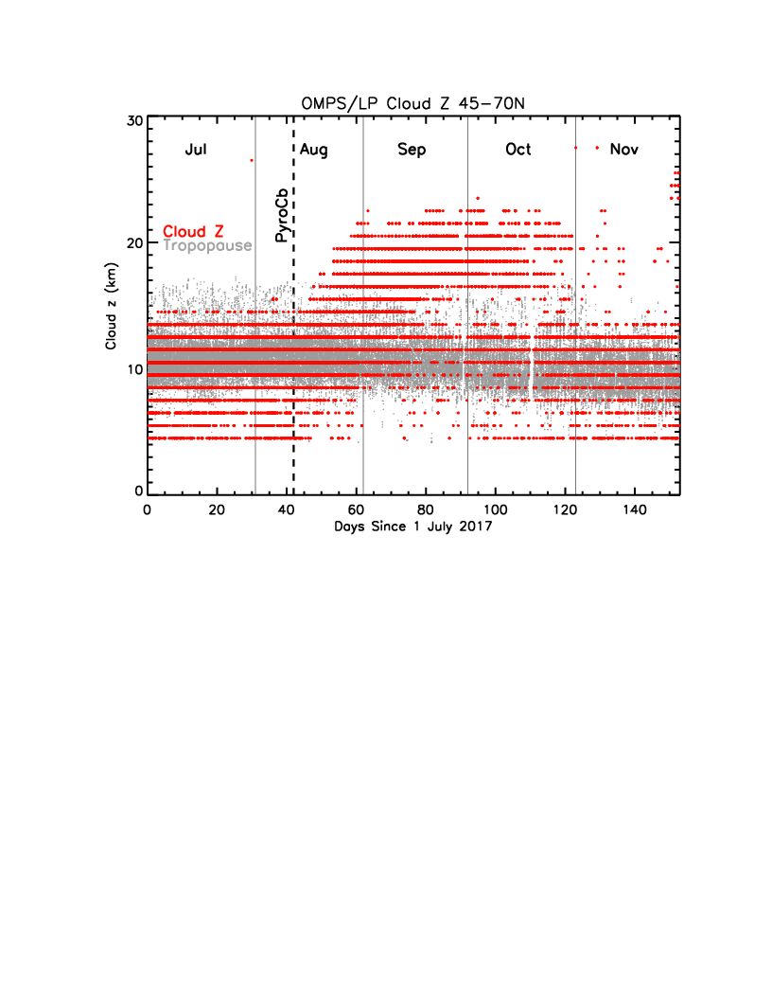 OMPS/LP Cloud Z 45-70N
30
Jul
Aug
Sep
Oct
Nov
PyroCb
Cloud Z
Tropopause
20
Cloud z (km)
10
0
0 20 40 60 80 100 120 140
Days Since 1 July 2017